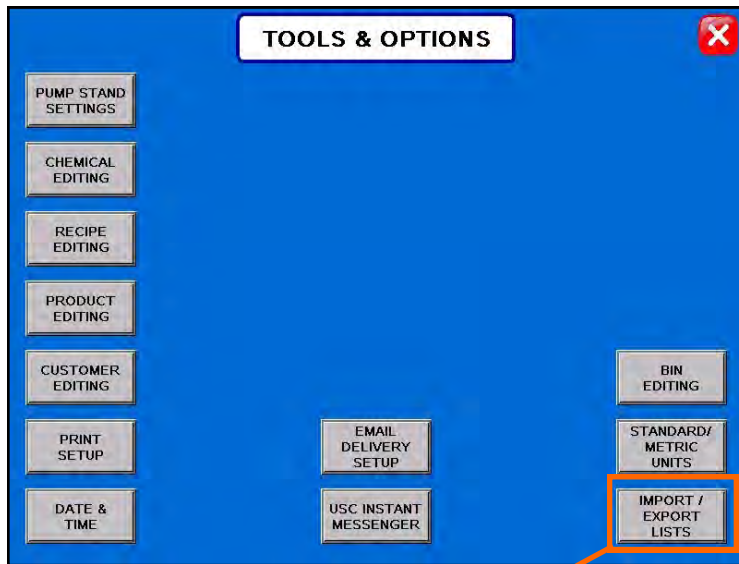 TOOLS & OPTIONS
PUMP STAND
SETTINGS
CHEMICAL
EDITING
RECIPE
EDITING
PRODUCT
EDITING
CUSTOMER
EDITING
PRINT
SETUP
DATE &
TIME
EMAIL
DELIVERY
SETUP
USC INSTANT
MESSENGER
BIN
EDITING
STANDARD/
METRIC
UNITS
IMPORT /
EXPORT
LISTS